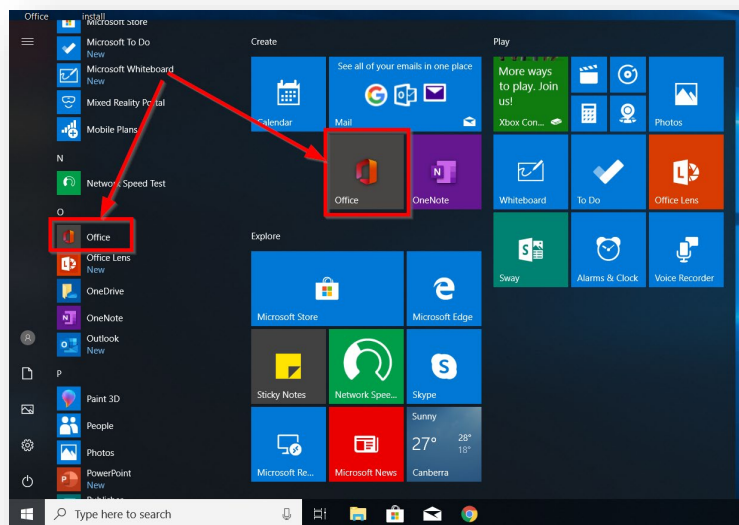 Office install
Microsoft Store
Microsoft To Do
New
Microsoft Whiteboard
New
Mixed Reality Portal
Mobile Plans
N
Network Speed Test
O
Office
Office Lens
New
OneDrive
OneNote
Outlook
New
P
Paint 3D
People
Photos
PowerPoint
New
Publisher
Create
Calendar
See all of your emails in one place
Mail
Office
OneNote
Explore
Microsoft Store
Microsoft Edge
Sticky Notes
Network Spee...
Skype
Microsoft Re...
Microsoft News
Sunny
27° 28°
18°
Canberra
Play
More ways
to play. Join
us!
Xbox Con...
Photos
Whiteboard
To Do
Office Lens
Sway
Alarms & Clock
Voice Recorder
Type here to search